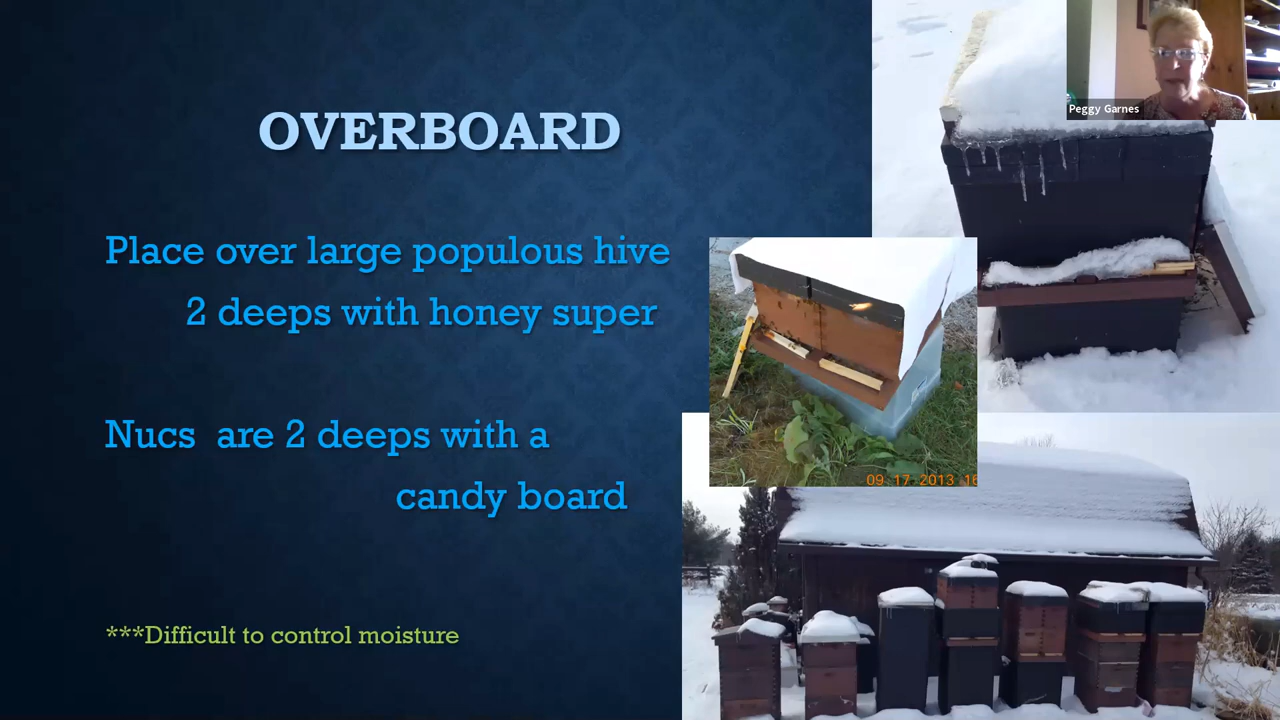 OVERBOARD
Place over large populous hive
2 deeps with honey super
Nucs are 2 deeps with a
candy board
***Difficult to control moisture
Peggy Garnes
09 17 2013